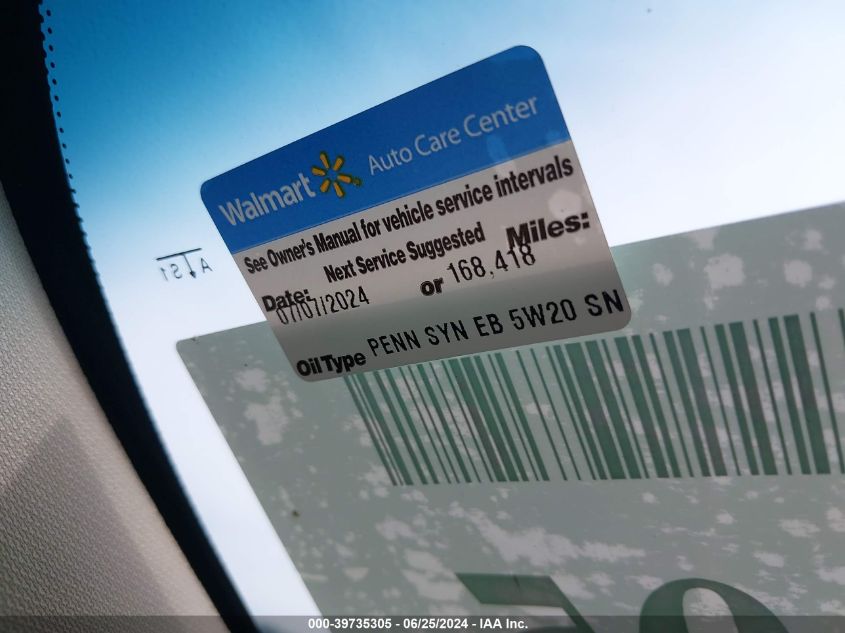 Walmart Auto Care Center
See Owner's Manual for vehicle service intervals
Next Service Suggested
Date: or Miles:
07/07/2024 168,418
Oil Type PENN SYN EB 5W20 SN
AS1
000-39735305 - 06/25/2024 - IAA Inc.